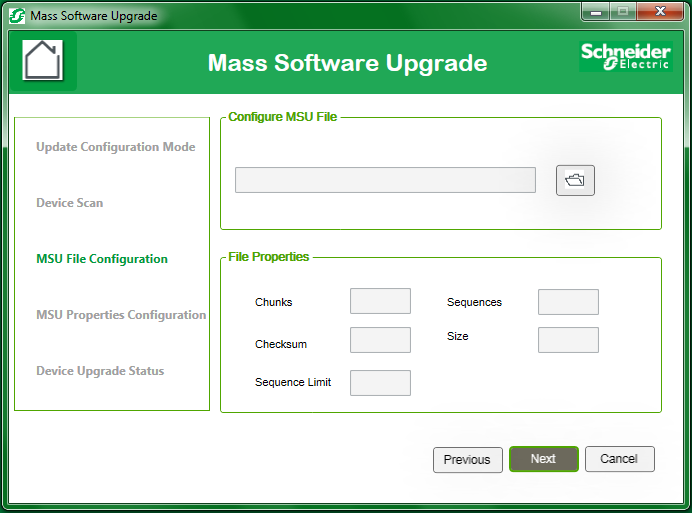 Mass Software Upgrade
Mass Software Upgrade
Schneider
Electric
Update Configuration Mode
Device Scan
MSU File Configuration
MSU Properties Configuration
Device Upgrade Status
Configure MSU File
File Properties
Chunks
Sequences
Checksum
Size
Sequence Limit
Previous
Next
Cancel